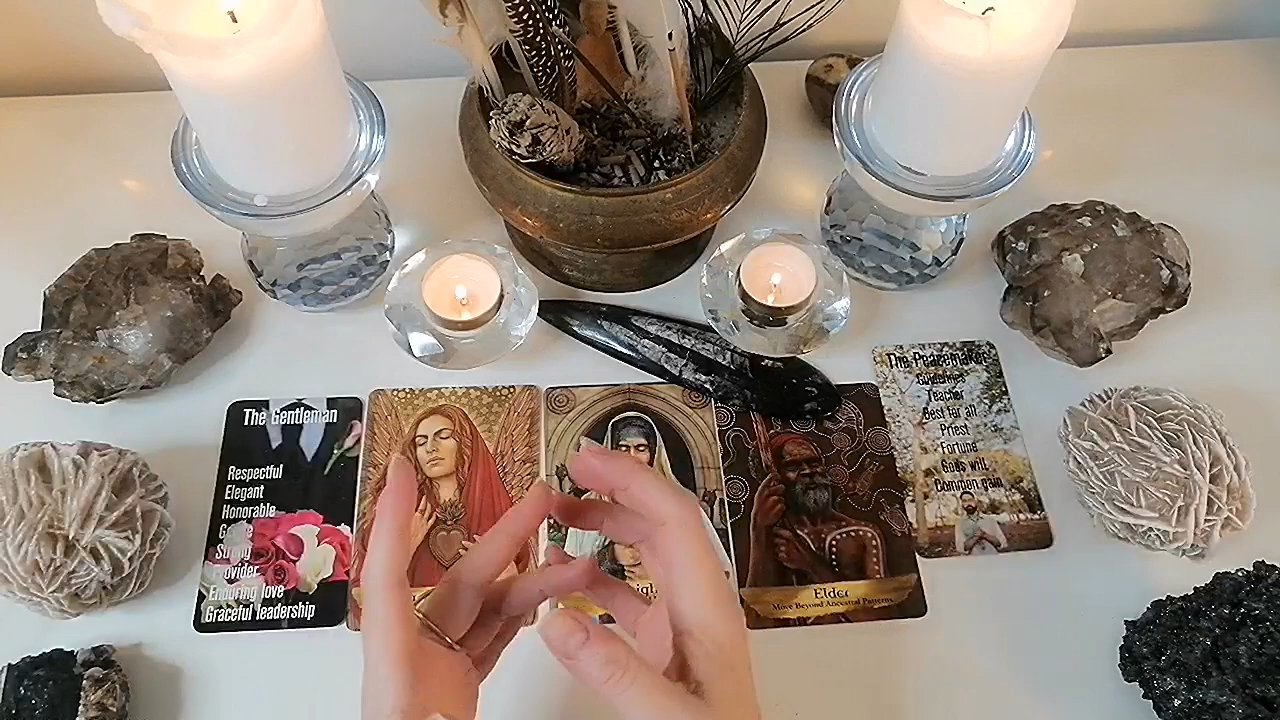 The Gentleman
Respectful
Elegant
Honorable
Strong
Provider
Enduring love
Graceful leadership
Elder
Move Beyond Ancestral Patterns
The Peacemaker
Guidelines
Teacher
Best for all
Priest
Fortune
Gods will
Common gain